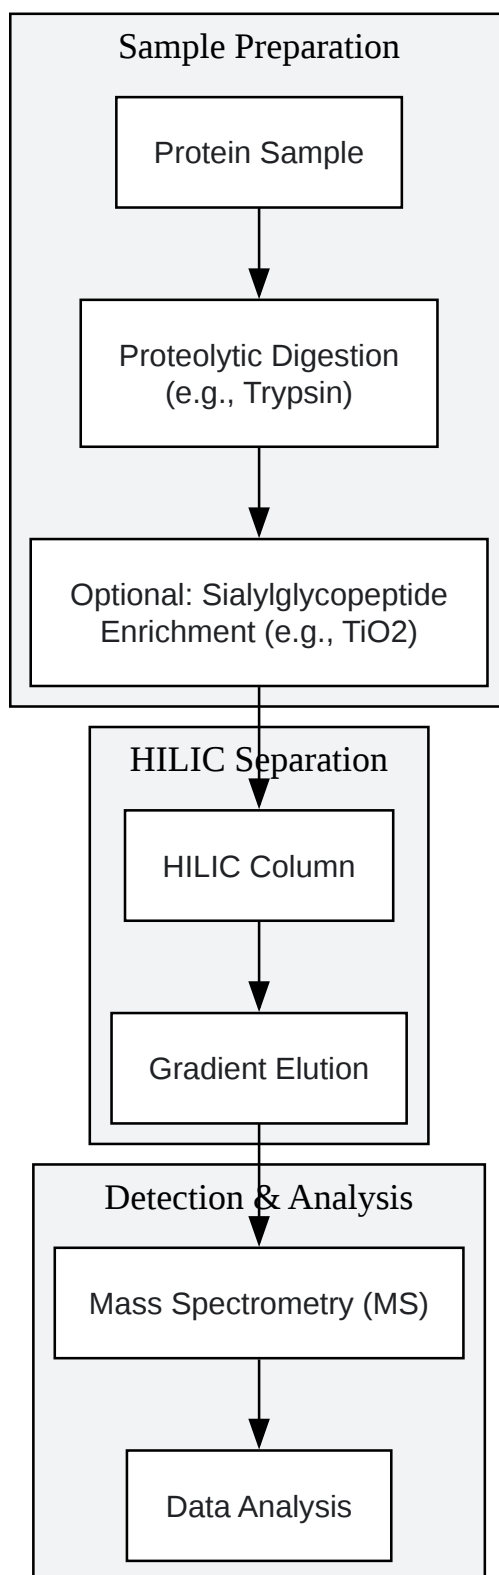 Sample Preparation
Protein Sample
Proteolytic Digestion
(e.g., Trypsin)
Optional: Sialylglycopeptide
Enrichment (e.g., TiO2)
HILIC Separation
HILIC Column
Gradient Elution
Detection & Analysis
Mass Spectrometry (MS)
Data Analysis